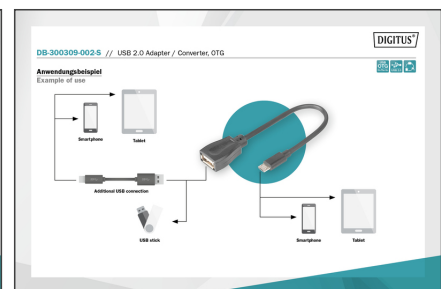 DIGITUS®
DB-300309-002-S // USB 2.0 Adapter / Converter, OTG
Anwendungsbeispiel
Example of use
OTG
Smartphone
Tablet
Additional USB connection
USB stick
Smartphone
Tablet